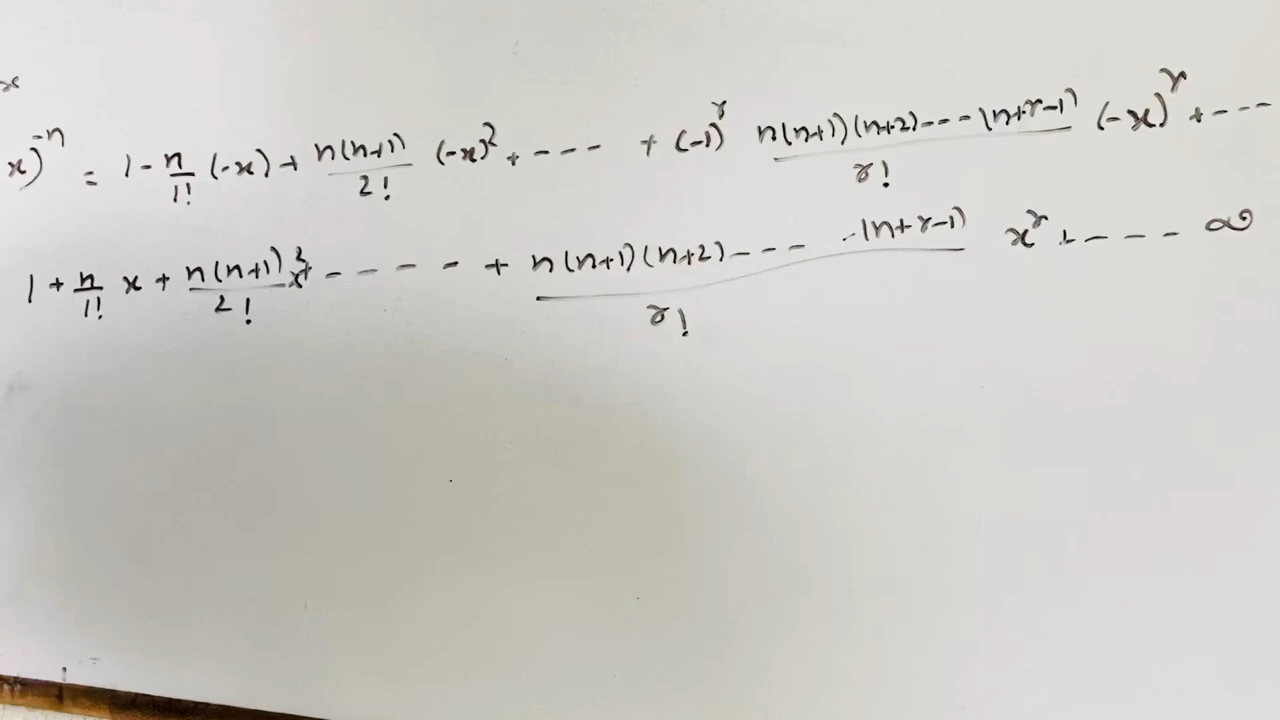 x
x)^-n = 1 - n/1! (-x) + n(n+1)/2! (-x)^2 + --- + (-1)^r n(n+1)(n+2)---(n+r-1)/r! (-x)^r + ---
1 + n/1! x + n(n+1)/2! x^2 + ----- + n(n+1)(n+2)--- -(n+r-1)/r! x^r + ---- ∞